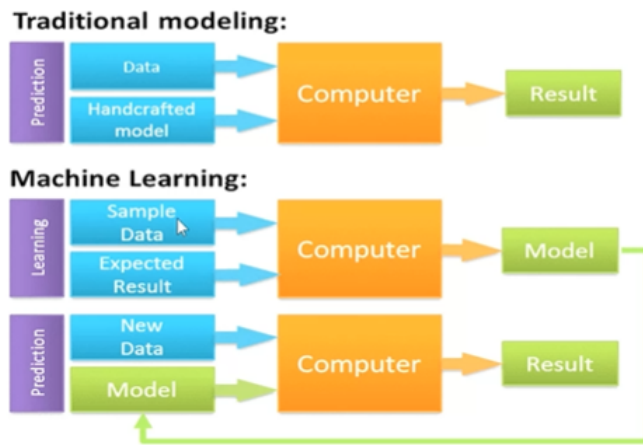 Traditional modeling:
Prediction
Data
Handcrafted
model
Computer
Result
Machine Learning:
Learning
Sample
Data
Expected
Result
Computer
Model
Prediction
New
Data
Model
Computer
Result